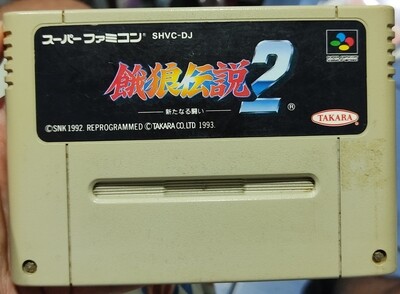 スーパーファミコン® SHVC-DJ
餓狼伝説2®
新たなる闘い
©SNK 1992. REPROGRAMMED ©TAKARA CO.,LTD 1993.
TAKARA